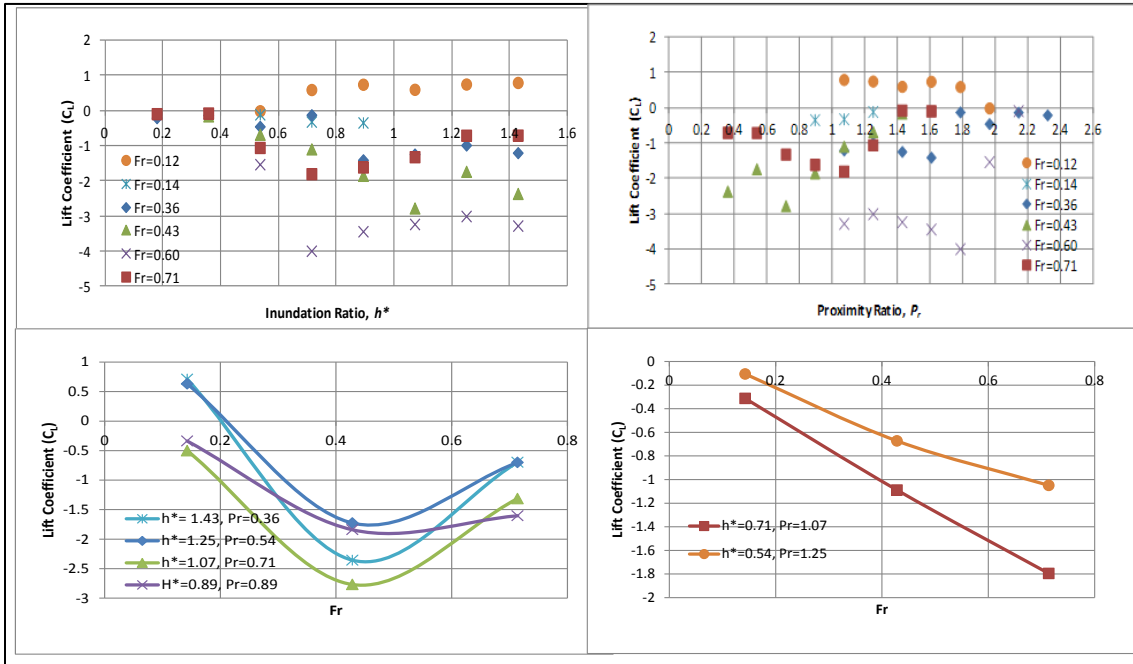 2
1
0
-1
-2
-3
-4
-5
0 0.2 0.4 0.6 0.8 1 1.2 1.4 1.6
Lift Coefficient (CL)
Inundation Ratio, h*
Fr=0.12
Fr=0.14
Fr=0.36
Fr=0.43
Fr=0.60
Fr=0.71
2
1
0
-1
-2
-3
-4
-5
0 0.2 0.4 0.6 0.8 1 1.2 1.4 1.6 1.8 2 2.2 2.4 2.6
Lift Coefficient (CL)
Proximity Ratio, Pr
Fr=0.12
Fr=0.14
Fr=0.36
Fr=0.43
Fr=0.60
Fr=0.71
1
0.5
0
-0.5
-1
-1.5
-2
-2.5
-3
0 0.2 0.4 0.6 0.8
Lift Coefficient (CL)
Fr
h*= 1.43, Pr=0.36
h*=1.25, Pr=0.54
h*=1.07, Pr=0.71
H*=0.89, Pr=0.89
0
-0.2
-0.4
-0.6
-0.8
-1
-1.2
-1.4
-1.6
-1.8
-2
0 0.2 0.4 0.6 0.8
Lift Coefficient (CL)
Fr
h*=0.71, Pr=1.07
h*=0.54, Pr=1.25